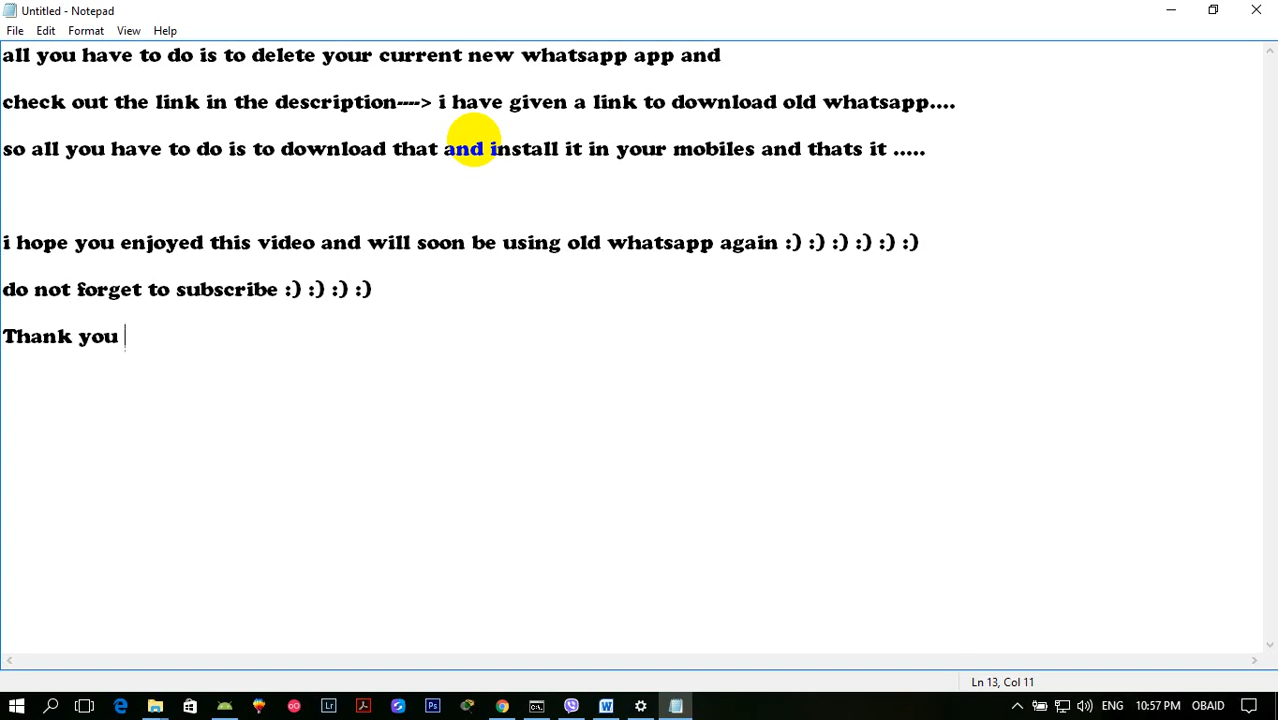 Untitled - Notepad
File Edit Format View Help
all you have to do is to delete your current new whatsapp app and
check out the link in the description----> i have given a link to download old whatsapp....
so all you have to do is to download that and install it in your mobiles and thats it .....
i hope you enjoyed this video and will soon be using old whatsapp again :) :) :) :) :) :)
do not forget to subscribe :) :) :) :)
Thank you
Ln 13, Col 11
Lr Ps W ENG 10:57 PM OBAID